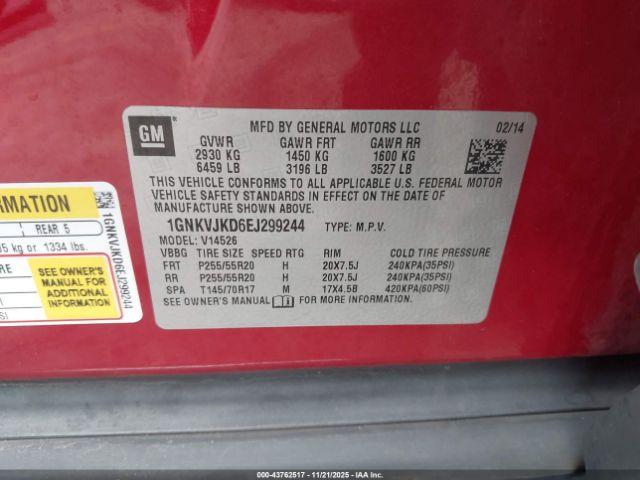 GM
MFD BY GENERAL MOTORS LLC 02/14
GVWR GAWR FRT GAWR RR
2930 KG 1450 KG 1600 KG
6459 LB 3196 LB 3527 LB
THIS VEHICLE CONFORMS TO ALL APPLICABLE U.S. FEDERAL MOTOR
VEHICLE SAFETY STANDARDS IN EFFECT ON THE DATE OF
MANUFACTURE SHOWN ABOVE.
1GNKVJKD6EJ299244 TYPE: M.P.V.
MODEL: V14526
VBBG TIRE SIZE SPEED RTG RIM COLD TIRE PRESSURE
FRT P255/55R20 H 20X7.5J 240KPA(35PSI)
RR P255/55R20 H 20X7.5J 240KPA(35PSI)
SPA T145/70R17 M 17X4.5B 420KPA(60PSI)
SEE OWNER'S MANUAL FOR MORE INFORMATION.
REAR 5
kg or 1334 lbs.
SEE OWNER'S
MANUAL FOR
ADDITIONAL
INFORMATION
1GNKVJKD6EJ299244
000-43762517 - 11/21/2025 - COPYRIGHT IAA, LLC.